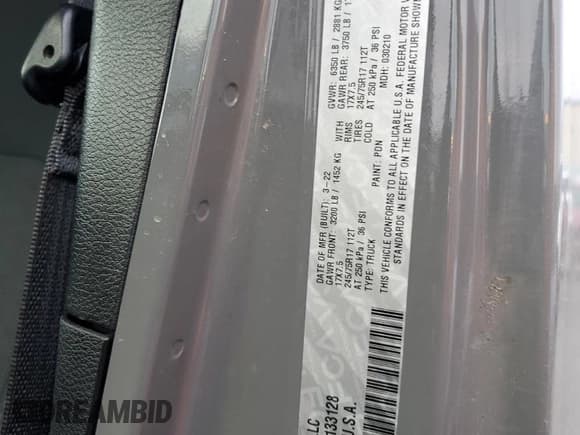 LLC
133128
U.S.A.
DATE OF MFR (BUILT): 3-22
GAWR FRONT: 3200 LB / 1452 KG
17X7.5
245/75R17 112T
AT 250 kPa / 36 PSI
TYPE: TRUCK
WITH
RIMS
TIRES
COLD
PAINT: PDN
GVWR: 6350 LB / 2881 KG
GAWR REAR: 3750 LB /
17X7.5
245/75R17 112T
AT 250 kPa / 36 PSI
MDH: 030210
THIS VEHICLE CONFORMS TO ALL APPLICABLE U.S.A. FEDERAL MOTOR
STANDARDS IN EFFECT ON THE DATE OF MANUFACTURE SHOWN
DREAMBID